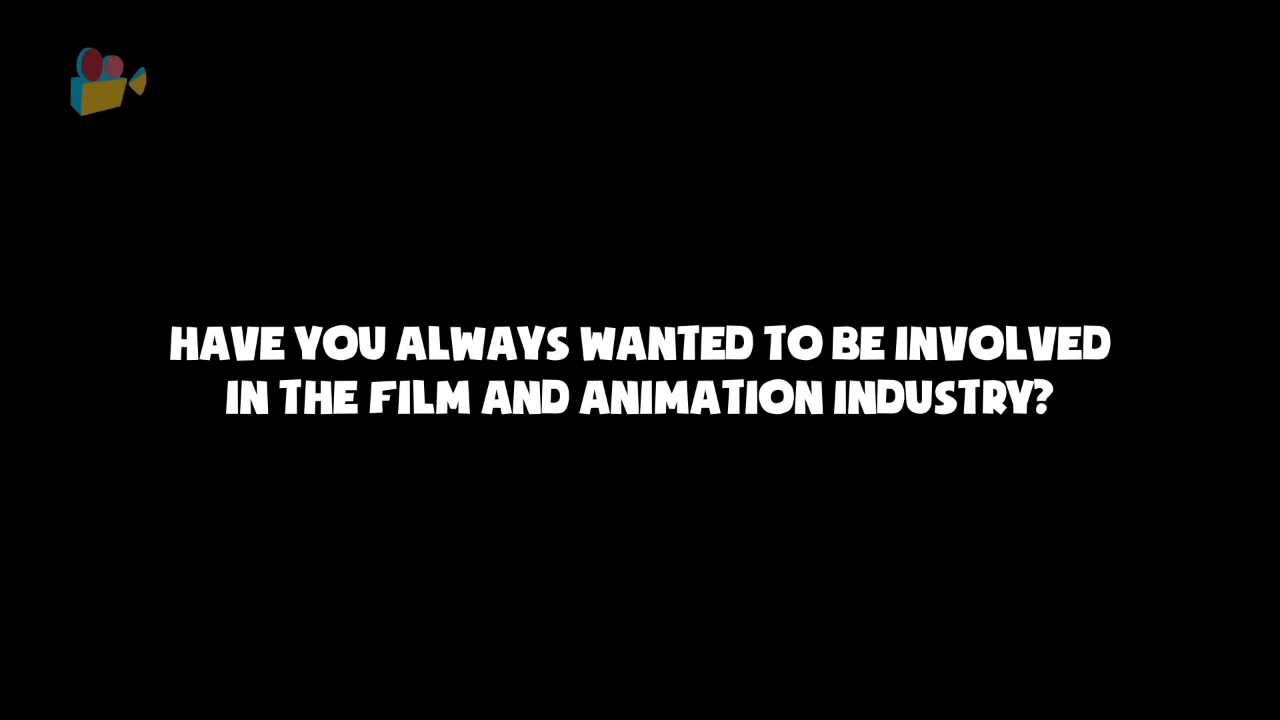 HAVE YOU ALWAYS WANTED TO BE INVOLVED
IN THE FILM AND ANIMATION INDUSTRY?